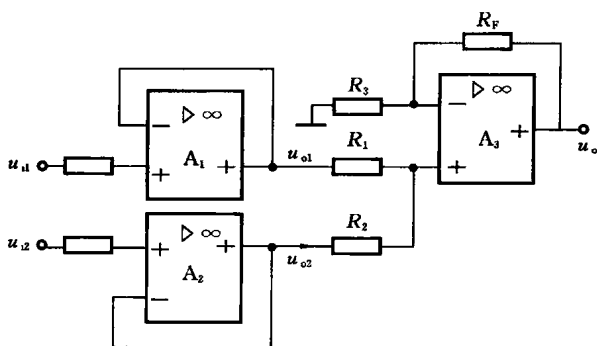 R_F
R_3
▷ ∞
−
A_3
+
+
u_o
▷ ∞
−
A_1
+
+
u_i1
u_o1
R_1
▷ ∞
+
+
A_2
−
u_i2
u_o2
R_2